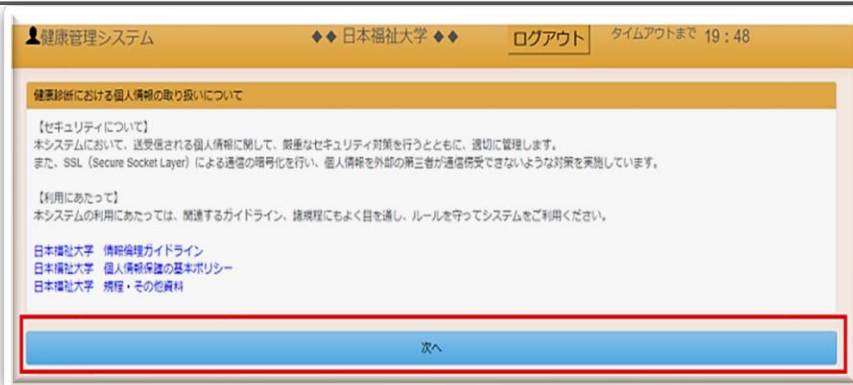 健康管理システム ◆◆ 日本福祉大学 ◆◆ ログアウト タイムアウトまで 19:48
健康診断における個人情報の取り扱いについて
【セキュリティについて】
本システムにおいて、送受信される個人情報に関して、厳重なセキュリティ対策を行うとともに、適切に管理します。
また、SSL（Secure Socket Layer）による通信の暗号化を行い、個人情報を外部の第三者が通信傍受できないような対策を実施しています。
【利用にあたって】
本システムの利用にあたっては、関連するガイドライン、諸規程にもよく目を通し、ルールを守ってシステムをご利用ください。
日本福祉大学 情報倫理ガイドライン
日本福祉大学 個人情報保護の基本ポリシー
日本福祉大学 規程・その他資料
次へ